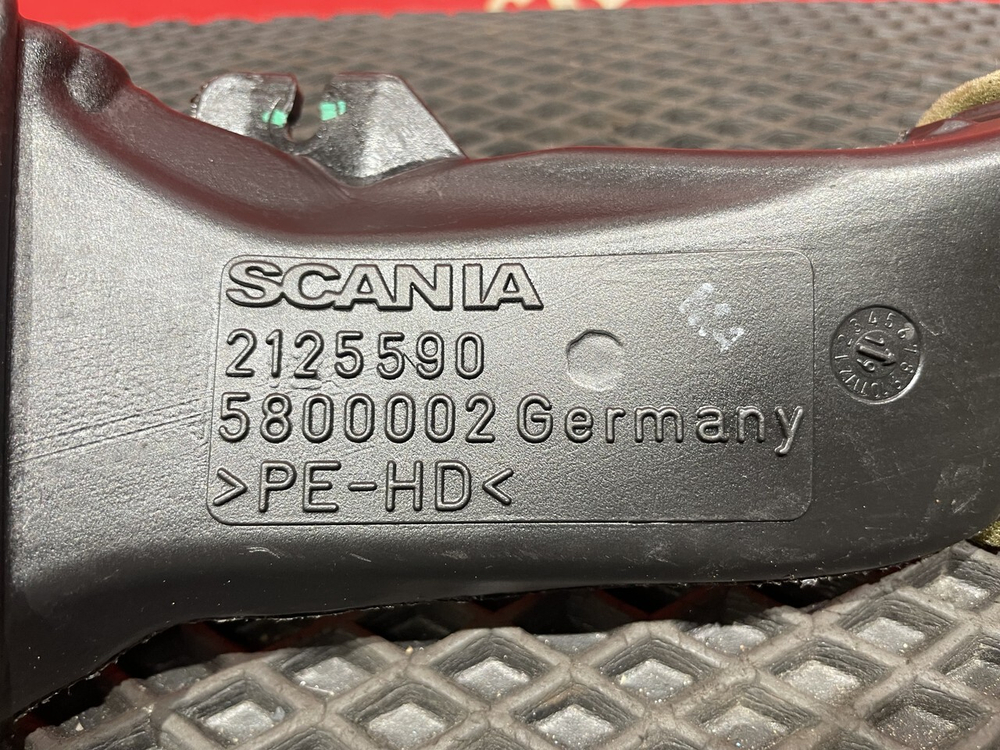 SCANIA
2125590
5800002 Germany
>PE-HD<